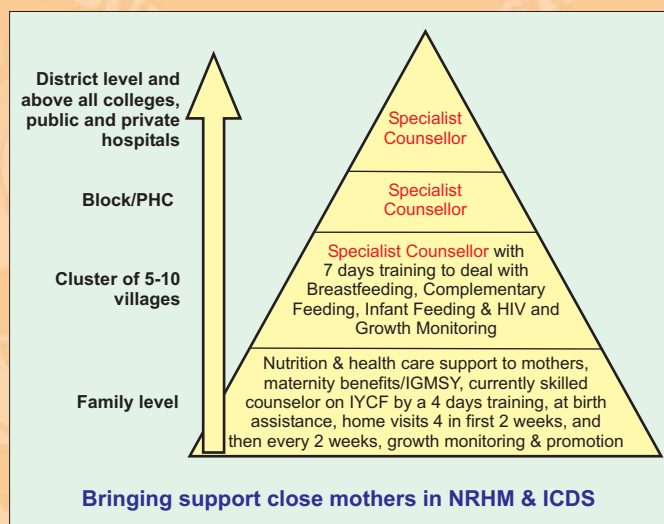 District level and
above all colleges,
public and private
hospitals
Specialist
Counsellor
Block/PHC
Specialist
Counsellor
Cluster of 5-10
villages
Specialist Counsellor with
7 days training to deal with
Breastfeeding, Complementary
Feeding, Infant Feeding & HIV and
Growth Monitoring
Family level
Nutrition & health care support to mothers,
maternity benefits/IGMSY, currently skilled
counselor on IYCF by a 4 days training, at birth
assistance, home visits 4 in first 2 weeks, and
then every 2 weeks, growth monitoring & promotion
Bringing support close mothers in NRHM & ICDS